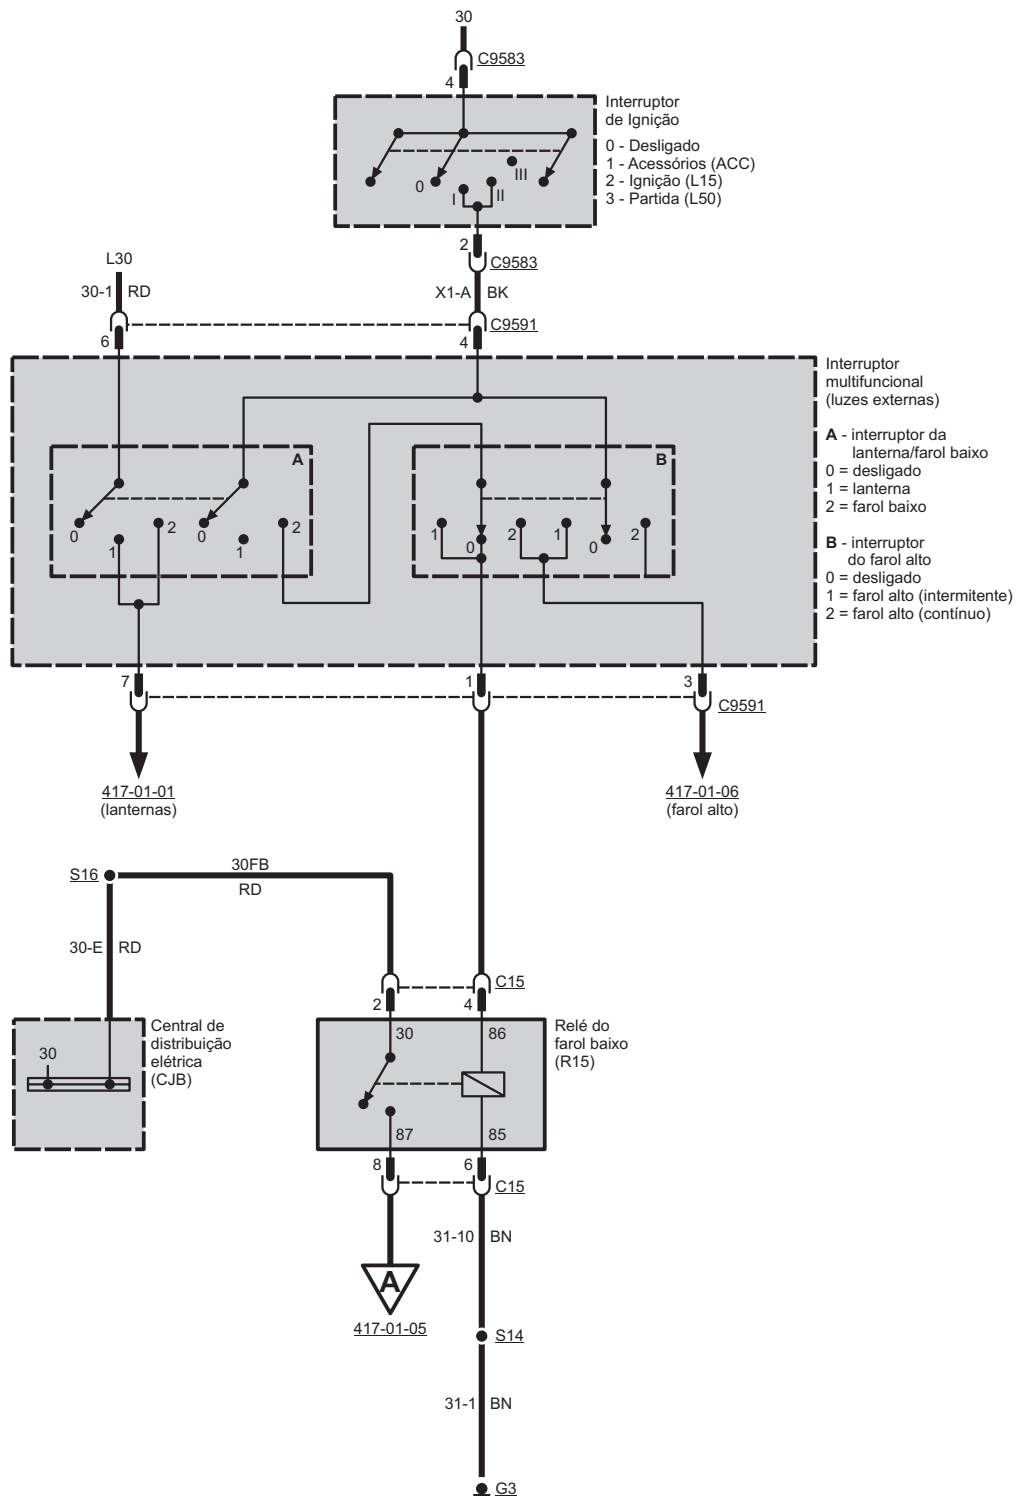 30
C9583
4
Interruptor
de Ignição
0 - Desligado
1 - Acessórios (ACC)
2 - Ignição (L15)
3 - Partida (L50)
0
I
II
III
2
C9583
L30
30-1 RD
X1-A BK
C9591
6
4
Interruptor
multifuncional
(luzes externas)
A - interruptor da
lanterna/farol baixo
0 = desligado
1 = lanterna
2 = farol baixo
B - interruptor
do farol alto
0 = desligado
1 = farol alto (intermitente)
2 = farol alto (contínuo)
A
0
1
2
0
1
2
B
1
0
2
1
0
2
7
1
3
C9591
417-01-01
(lanternas)
417-01-06
(farol alto)
S16
30FB
RD
30-E RD
C15
2
4
Central de
distribuição
elétrica
(CJB)
30
30
86
87
85
Relé do
farol baixo
(R15)
8
6
C15
31-10 BN
A
417-01-05
S14
31-1 BN
G3